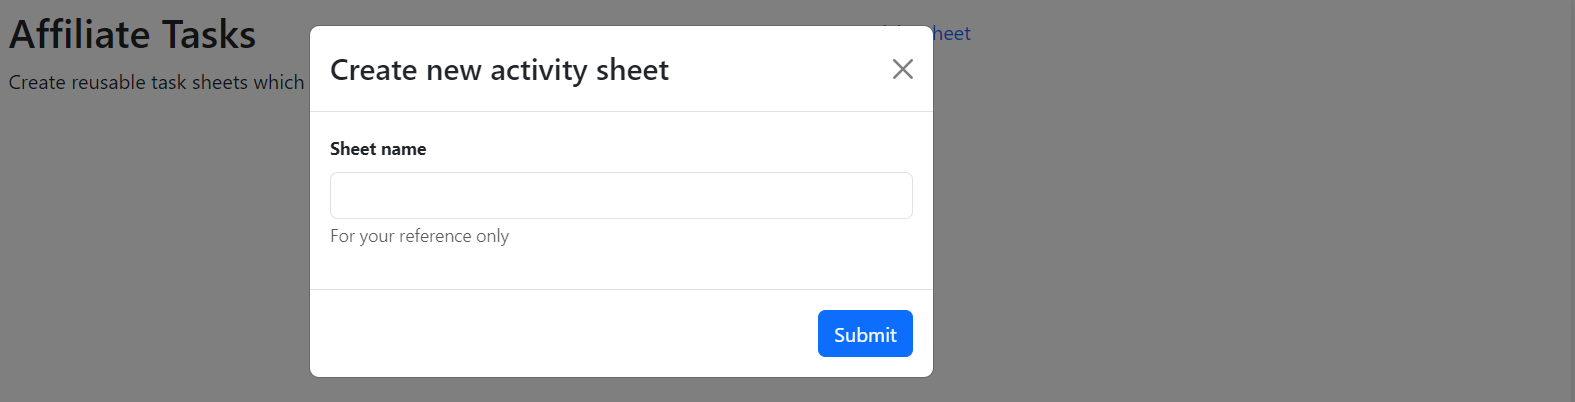 Affiliate Tasks
heet
Create reusable task sheets which
Create new activity sheet
Sheet name
For your reference only
Submit